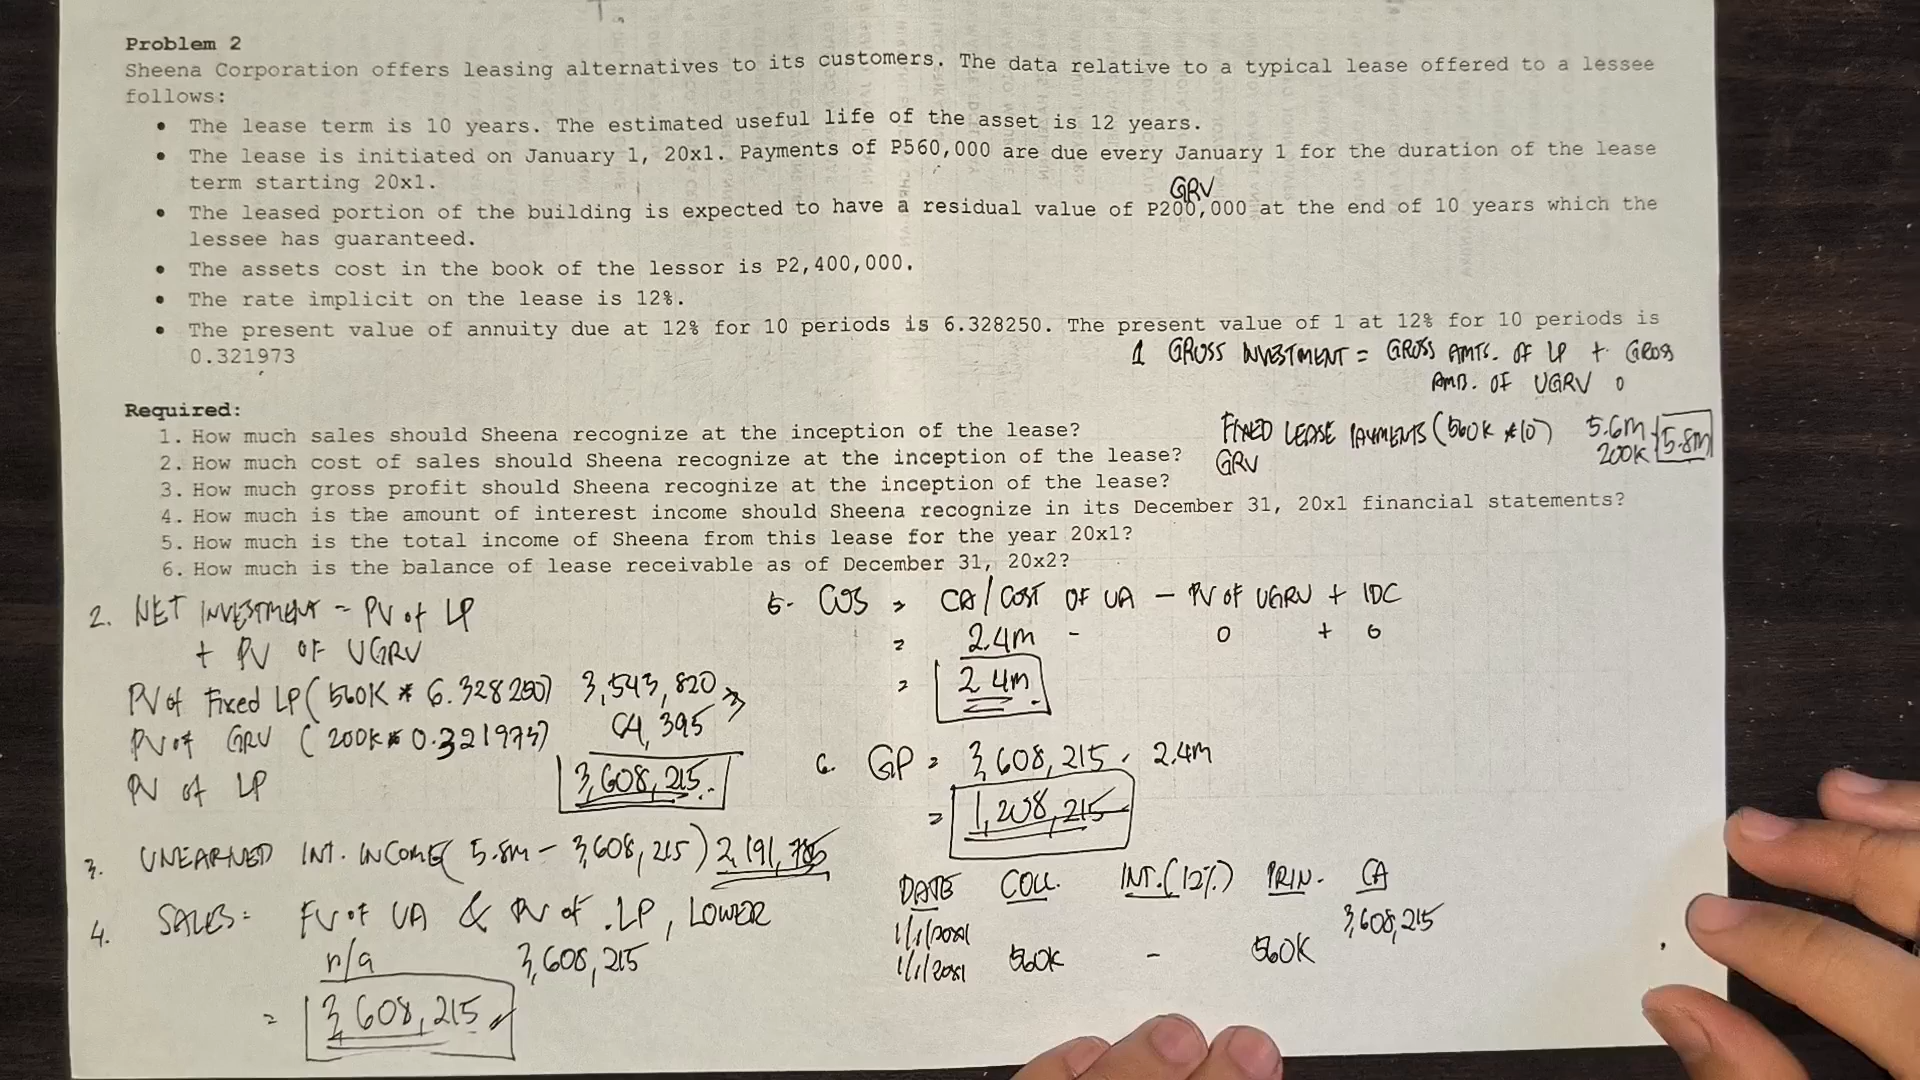 Problem 2
Sheena Corporation offers leasing alternatives to its customers. The data relative to a typical lease offered to a lessee
follows:
• The lease term is 10 years. The estimated useful life of the asset is 12 years.
• The lease is initiated on January 1, 20x1. Payments of P560,000 are due every January 1 for the duration of the lease
term starting 20x1.
GRV
• The leased portion of the building is expected to have a residual value of P200,000 at the end of 10 years which the
lessee has guaranteed.
• The assets cost in the book of the lessor is P2,400,000.
• The rate implicit on the lease is 12%.
• The present value of annuity due at 12% for 10 periods is 6.328250. The present value of 1 at 12% for 10 periods is
0.321973
1 GROSS INVESTMENT = GROSS AMTS. OF LP + GROSS
AMT. OF UGRV 0
Required:
1. How much sales should Sheena recognize at the inception of the lease?
2. How much cost of sales should Sheena recognize at the inception of the lease?
3. How much gross profit should Sheena recognize at the inception of the lease?
4. How much is the amount of interest income should Sheena recognize in its December 31, 20x1 financial statements?
5. How much is the total income of Sheena from this lease for the year 20x1?
6. How much is the balance of lease receivable as of December 31, 20x2?
FIXED LEASE PAYMENTS (560K *10) 5.6m
GRV 200K 5.8m
2. NET INVESTMENT = PV of LP
+ PV OF UGRV
PV of Fixed LP (560K * 6.328250) 3,543,820
PV of GRV (200K * 0.321973) 64,395
PV of LP 3,608,215
3. UNEARNED INT. INCOME (5.8m - 3,608,215) 2,191,785
4. SALES = FV of UA & PV of LP, LOWER
n/a 3,608,215
= 3,608,215
5. COS = CA/COST OF UA - PV OF UGRV + IDC
= 2.4m - 0 + 0
= 2.4m
6. GP = 3,608,215 - 2.4m
= 1,208,215
DATE COLL. INT.(12%) PRIN. CA
1/1/20x1 3,608,215
1/1/20x1 560K - 560K